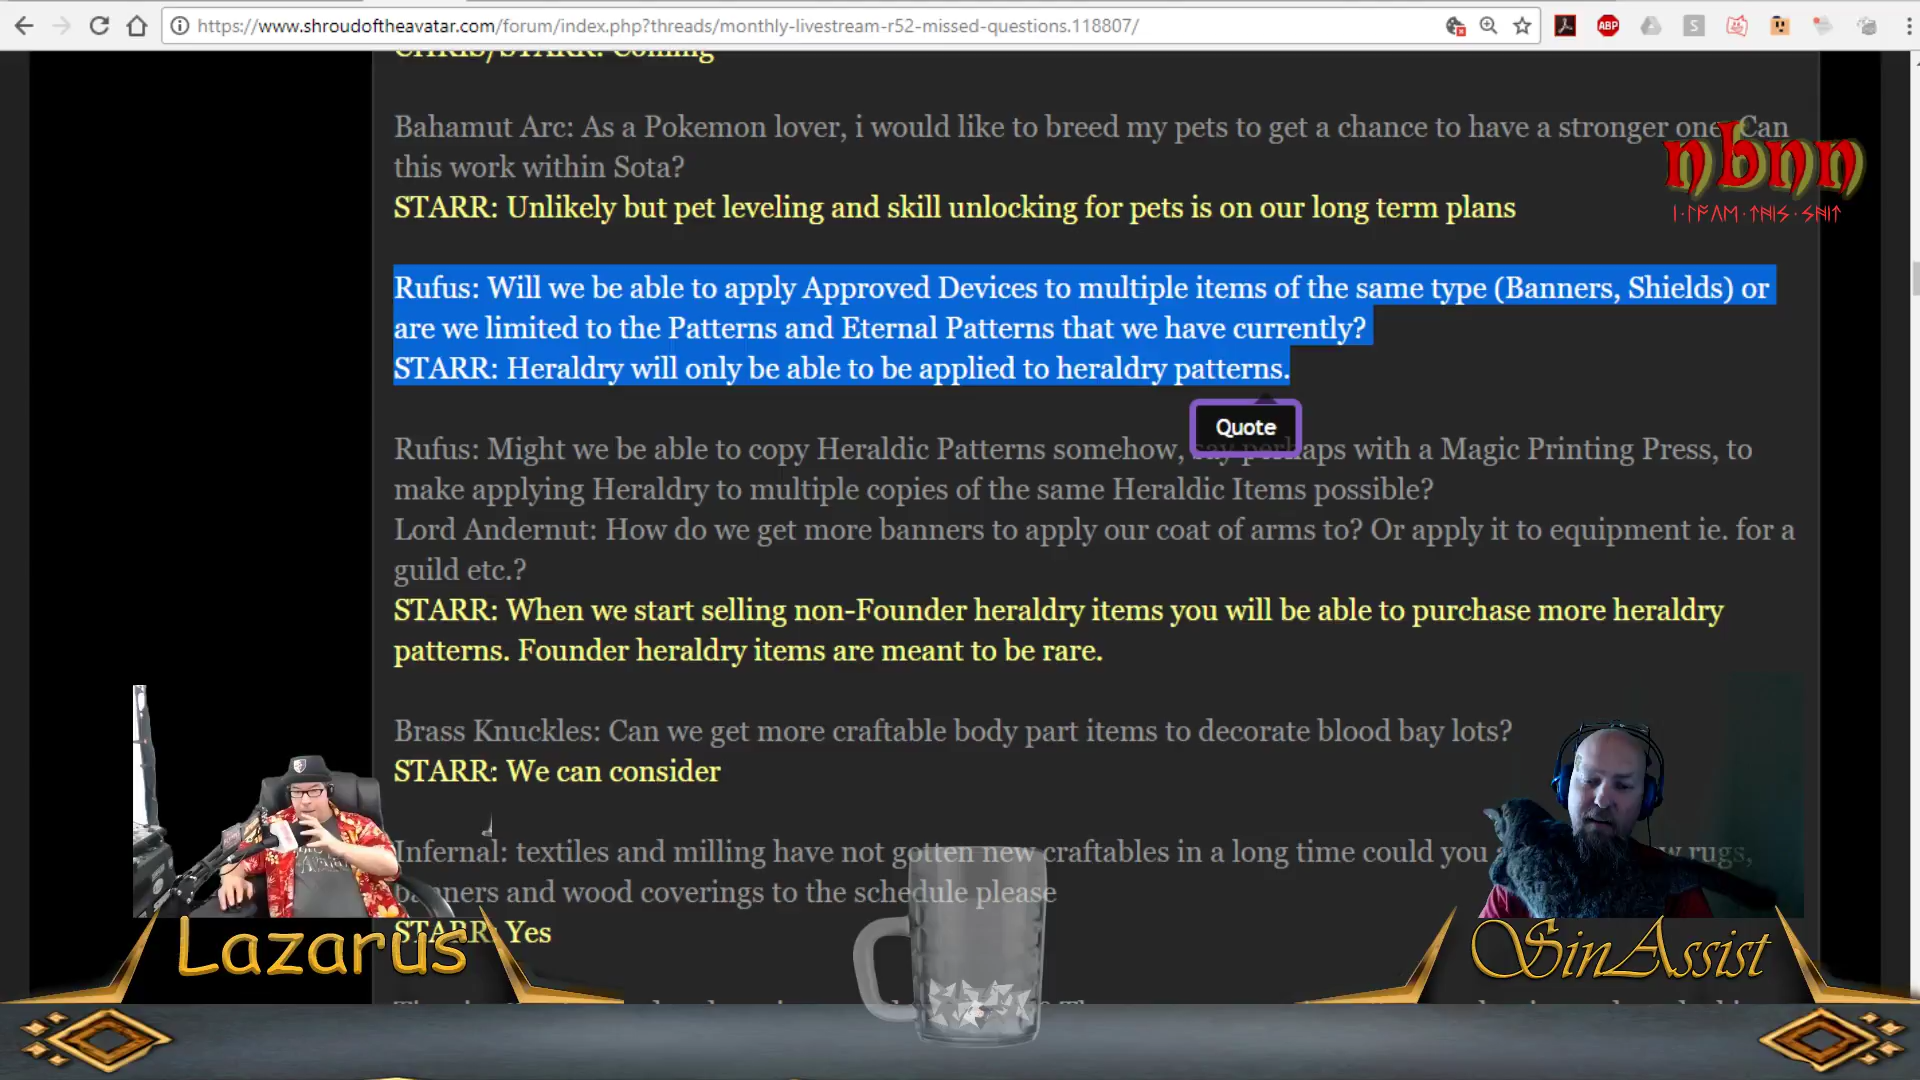 https://www.shroudoftheavatar.com/forum/index.php?threads/monthly-livestream-r52-missed-questions.118807/
ABP
S
CHRIS/STARR: Coming
Bahamut Arc: As a Pokemon lover, i would like to breed my pets to get a chance to have a stronger one. Can
this work within Sota?
STARR: Unlikely but pet leveling and skill unlocking for pets is on our long term plans
nbnn
Rufus: Will we be able to apply Approved Devices to multiple items of the same type (Banners, Shields) or
are we limited to the Patterns and Eternal Patterns that we have currently?
STARR: Heraldry will only be able to be applied to heraldry patterns.
Quote
Rufus: Might we be able to copy Heraldic Patterns somehow, say perhaps with a Magic Printing Press, to
make applying Heraldry to multiple copies of the same Heraldic Items possible?
Lord Andernut: How do we get more banners to apply our coat of arms to? Or apply it to equipment ie. for a
guild etc.?
STARR: When we start selling non-Founder heraldry items you will be able to purchase more heraldry
patterns. Founder heraldry items are meant to be rare.
Brass Knuckles: Can we get more craftable body part items to decorate blood bay lots?
STARR: We can consider
Infernal: textiles and milling have not gotten new craftables in a long time could you rugs,
banners and wood coverings to the schedule please
STARR: Yes
Lazarus
SinAssist